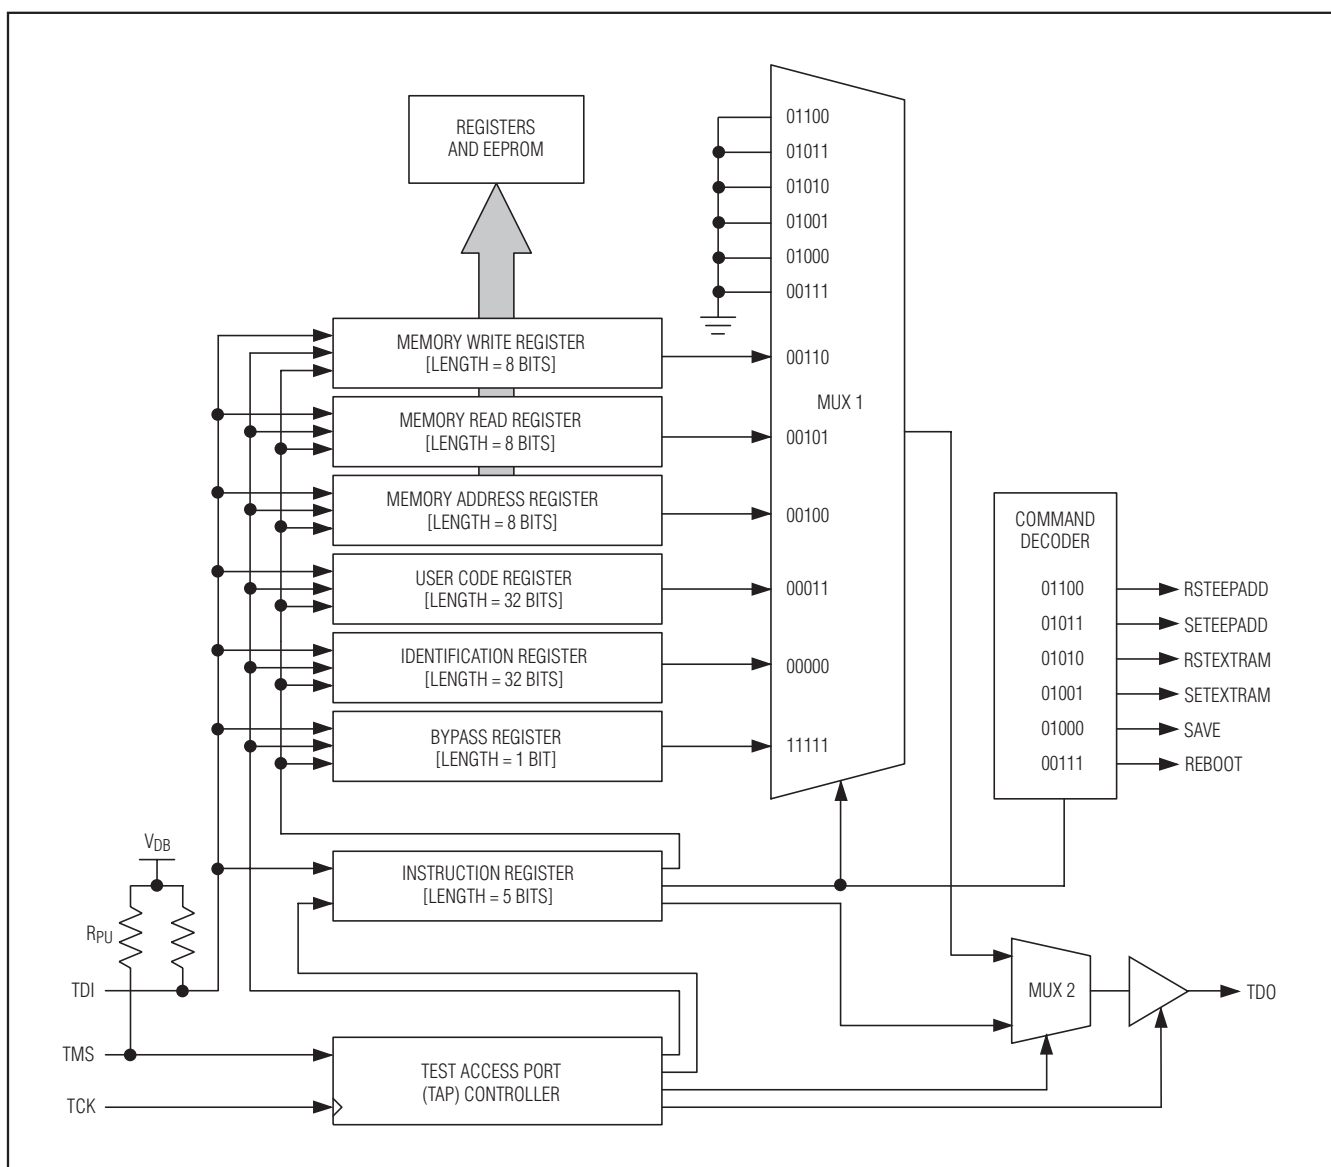 REGISTERS
AND EEPROM
MEMORY WRITE REGISTER
[LENGTH = 8 BITS]
MEMORY READ REGISTER
[LENGTH = 8 BITS]
MEMORY ADDRESS REGISTER
[LENGTH = 8 BITS]
USER CODE REGISTER
[LENGTH = 32 BITS]
IDENTIFICATION REGISTER
[LENGTH = 32 BITS]
BYPASS REGISTER
[LENGTH = 1 BIT]
INSTRUCTION REGISTER
[LENGTH = 5 BITS]
TEST ACCESS PORT
(TAP) CONTROLLER
VDB
RPU
TDI
TMS
TCK
01100
01011
01010
01001
01000
00111
00110
MUX 1
00101
00100
00011
00000
11111
COMMAND
DECODER
01100 RSTEEPADD
01011 SETEEPADD
01010 RSTEXTRAM
01001 SETEXTRAM
01000 SAVE
00111 REBOOT
MUX 2
TDO